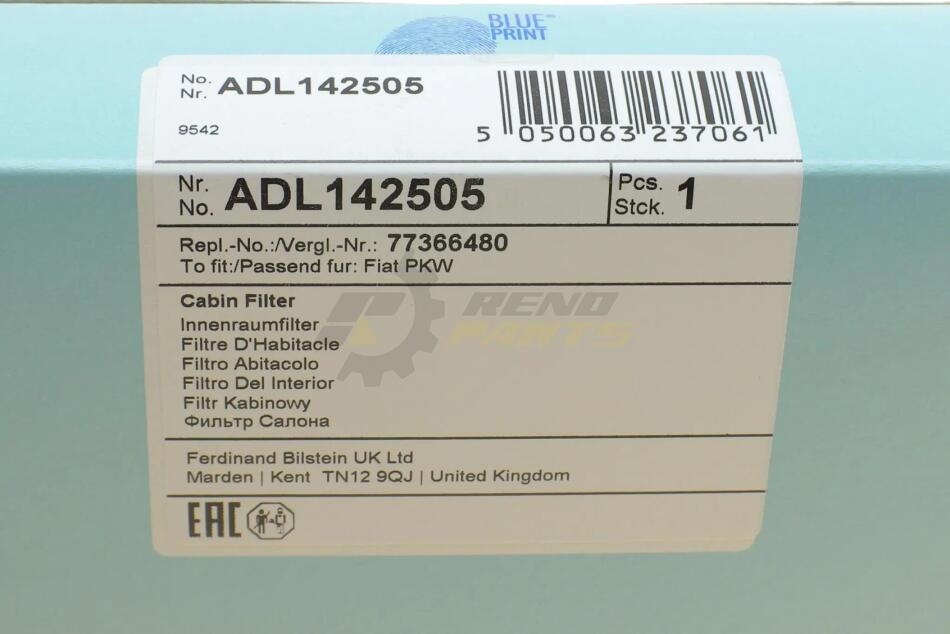 BLUE
PRINT
No.
Nr. ADL142505
9542
5 050063 237061
Nr.
No. ADL142505
Pcs.
Stck. 1
Repl.-No.:/Vergl.-Nr.: 77366480
To fit:/Passend fur: Fiat PKW
Cabin Filter
Innenraumfilter
Filtre D'Habitacle
Filtro Abitacolo
Filtro Del Interior
Filtr Kabinowy
Фильтр Салона
RENO
PARTS
Ferdinand Bilstein UK Ltd
Marden | Kent TN12 9QJ | United Kingdom
EAC